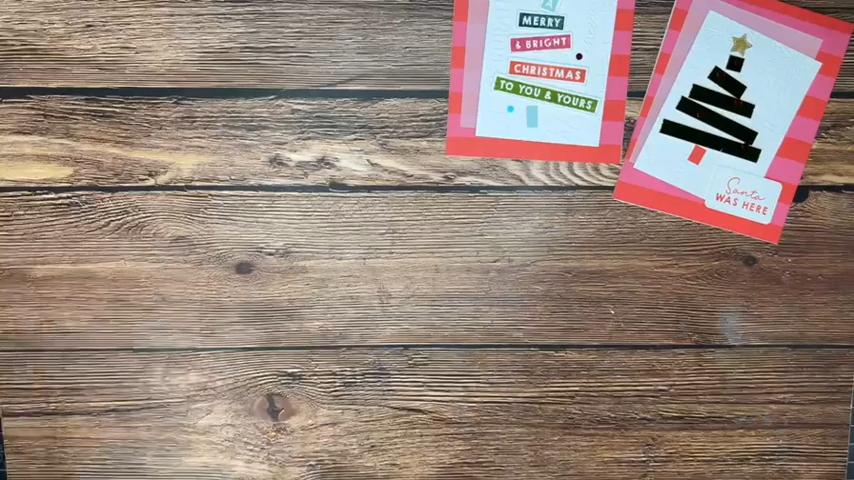 A
MERRY
& BRIGHT
CHRISTMAS
TO YOU & YOURS
Santa
WAS HERE